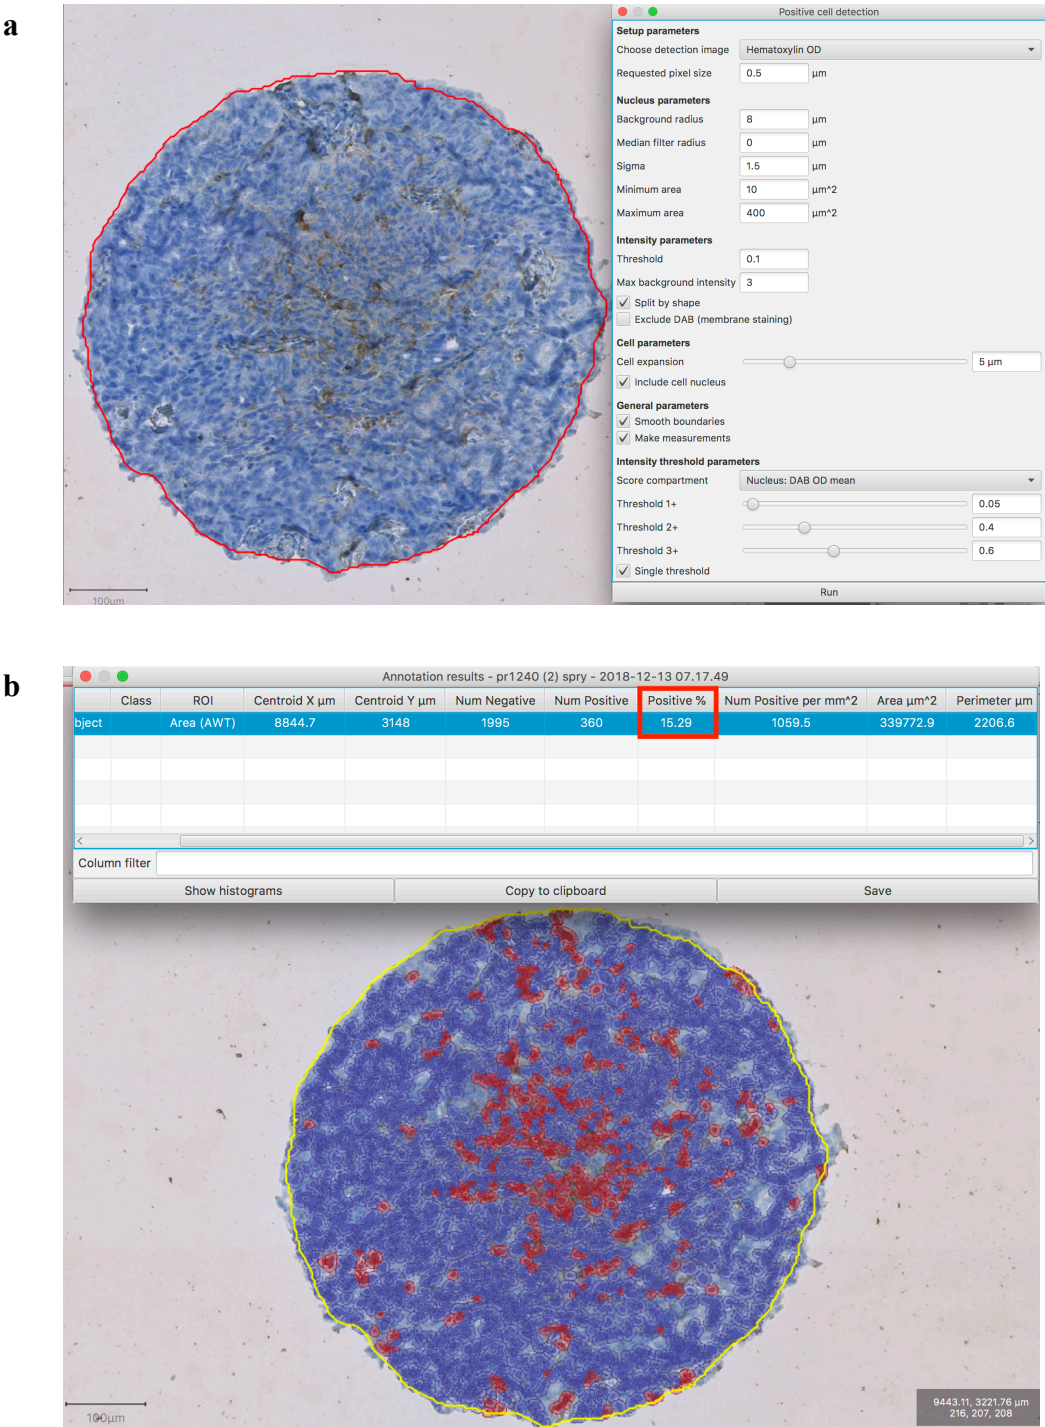 a
Positive cell detection
Setup parameters
Choose detection image Hematoxylin OD
Requested pixel size 0.5 µm
Nucleus parameters
Background radius 8 µm
Median filter radius 0 µm
Sigma 1.5 µm
Minimum area 10 µm^2
Maximum area 400 µm^2
Intensity parameters
Threshold 0.1
Max background intensity 3
Split by shape
Exclude DAB (membrane staining)
Cell parameters
Cell expansion 5 µm
Include cell nucleus
General parameters
Smooth boundaries
Make measurements
Intensity threshold parameters
Score compartment Nucleus: DAB OD mean
Threshold 1+ 0.05
Threshold 2+ 0.4
Threshold 3+ 0.6
Single threshold
Run
100µm
b
Annotation results - pr1240 (2) spry - 2018-12-13 07.17.49
Class ROI Centroid X µm Centroid Y µm Num Negative Num Positive Positive % Num Positive per mm^2 Area µm^2 Perimeter µm
bject Area (AWT) 8844.7 3148 1995 360 15.29 1059.5 339772.9 2206.6
Column filter
Show histograms Copy to clipboard Save
100µm
9443.11, 3221.76 µm
216, 207, 208